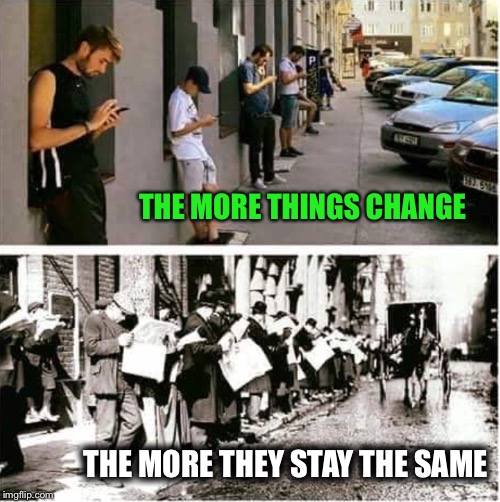 P
THE MORE THINGS CHANGE
THE MORE THEY STAY THE SAME
imgflip.com